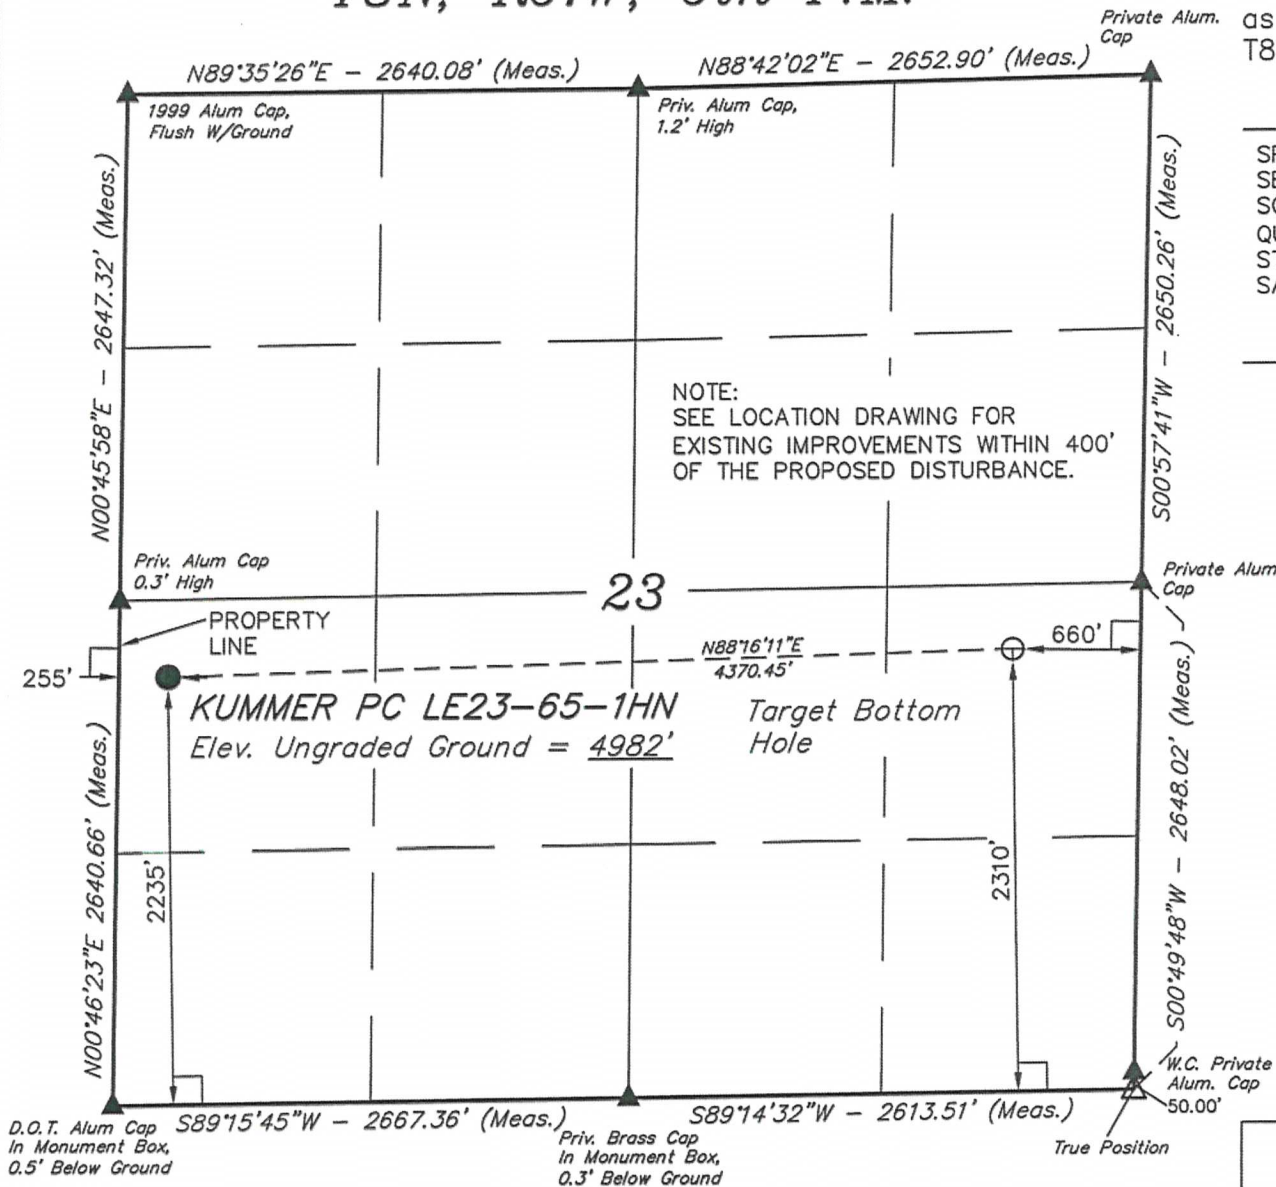 Private Alum.
Cap
as
T8
N89°35'26"E - 2640.08' (Meas.)
N88°42'02"E - 2652.90' (Meas.)
1999 Alum Cap,
Flush W/Ground
Priv. Alum Cap,
1.2' High
N00°45'58"E - 2647.32' (Meas.)
S00°57'41"W - 2650.26' (Meas.)
NOTE:
SEE LOCATION DRAWING FOR
EXISTING IMPROVEMENTS WITHIN 400'
OF THE PROPOSED DISTURBANCE.
Priv. Alum Cap
0.3' High
23
Private Alum
Cap
PROPERTY
LINE
255'
660'
N88°16'11"E
4370.45'
KUMMER PC LE23-65-1HN
Elev. Ungraded Ground = 4982'
Target Bottom
Hole
N00°46'23"E 2640.66' (Meas.)
2235'
2310'
S00°49'48"W - 2648.02' (Meas.)
W.C. Private
Alum. Cap
50.00'
True Position
D.O.T. Alum Cap
In Monument Box,
0.5' Below Ground
S89°15'45"W - 2667.36' (Meas.)
Priv. Brass Cap
In Monument Box,
0.3' Below Ground
S89°14'32"W - 2613.51' (Meas.)